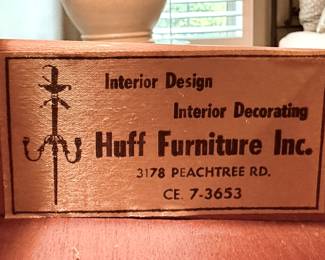 Interior Design
Interior Decorating
Huff Furniture Inc.
3178 PEACHTREE RD.
CE. 7-3653